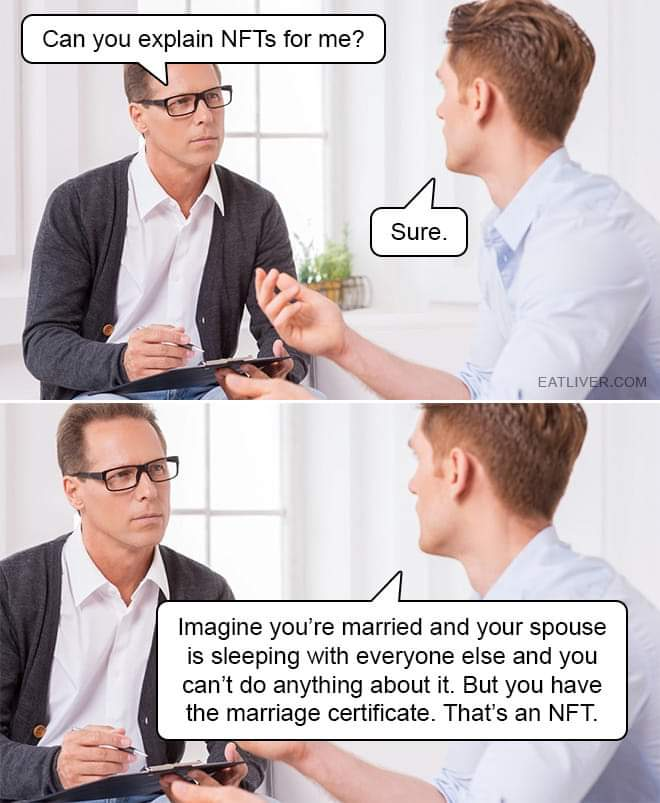 Can you explain NFTs for me?
Sure.
EATLIVER.COM
Imagine you're married and your spouse
is sleeping with everyone else and you
can't do anything about it. But you have
the marriage certificate. That's an NFT.